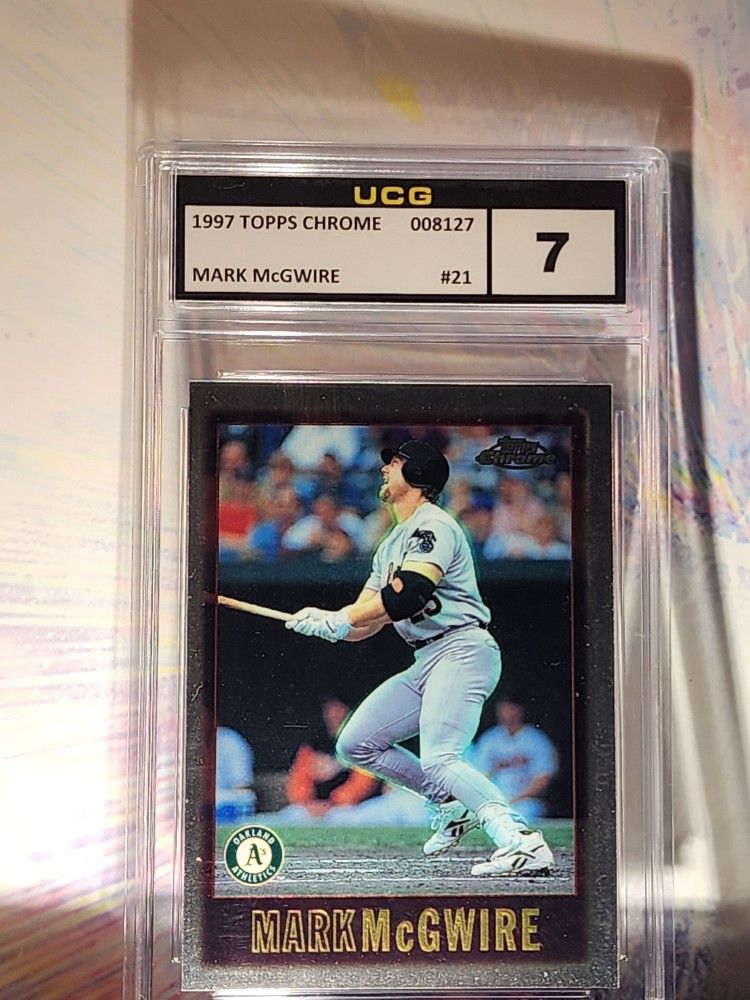 UCG
1997 TOPPS CHROME 008127
MARK McGWIRE #21
7
Topps
Chrome
OAKLAND
A's
ATHLETICS
MARK McGWIRE